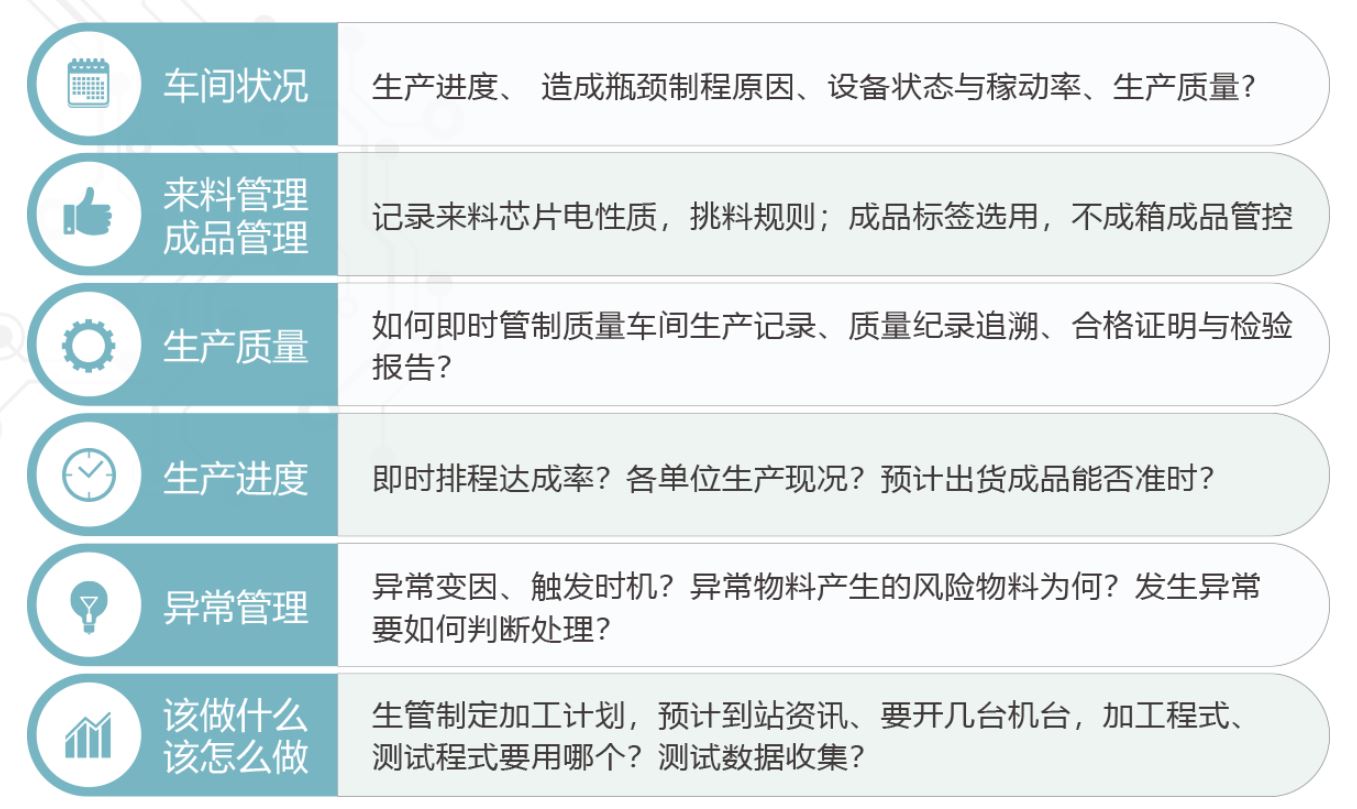 车间状况
生产进度、 造成瓶颈制程原因、设备状态与稼动率、生产质量?
来料管理
成品管理
记录来料芯片电性质，挑料规则；成品标签选用，不成箱成品管控
生产质量
如何即时管制质量车间生产记录、质量纪录追溯、合格证明与检验
报告?
生产进度
即时排程达成率？各单位生产现况？预计出货成品能否准时?
异常管理
异常变因、触发时机？异常物料产生的风险物料为何？发生异常
要如何判断处理?
该做什么
该怎么做
生管制定加工计划，预计到站资讯、要开几台机台，加工程式、
测试程式要用哪个？测试数据收集?